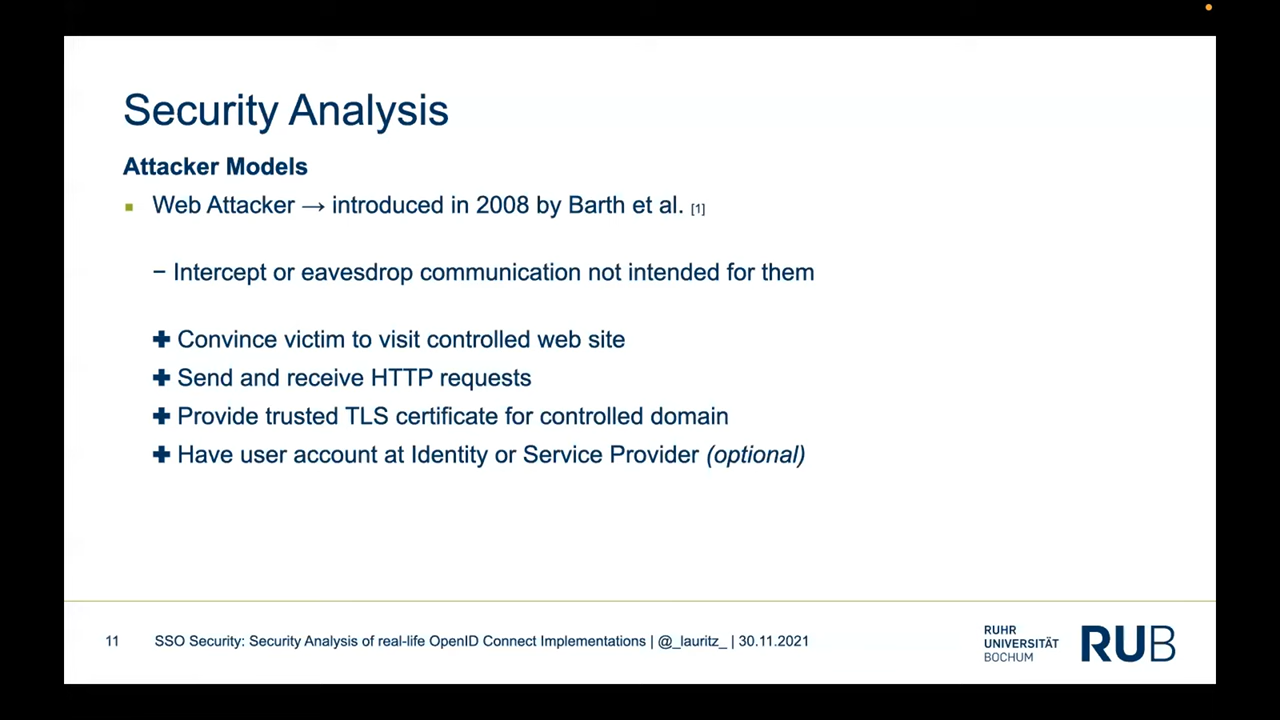 Security Analysis
Attacker Models
▪ Web Attacker → introduced in 2008 by Barth et al. [1]
− Intercept or eavesdrop communication not intended for them
✚ Convince victim to visit controlled web site
✚ Send and receive HTTP requests
✚ Provide trusted TLS certificate for controlled domain
✚ Have user account at Identity or Service Provider (optional)
11 SSO Security: Security Analysis of real-life OpenID Connect Implementations | @_lauritz_ | 30.11.2021
RUHR
UNIVERSITÄT
BOCHUM
RUB